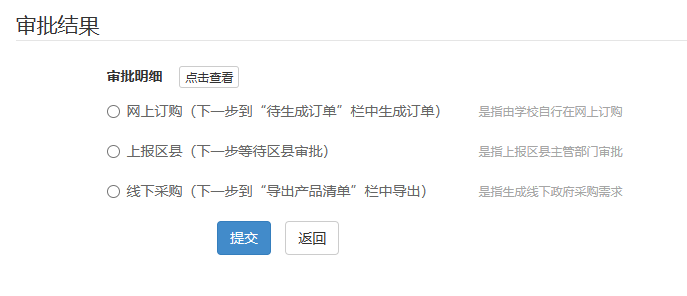 审批结果
审批明细 点击查看
网上订购（下一步到“待生成订单”栏中生成订单） 是指由学校自行在网上订购
上报区县（下一步等待区县审批） 是指上报区县主管部门审批
线下采购（下一步到“导出产品清单”栏中导出） 是指生成线下政府采购需求
提交 返回